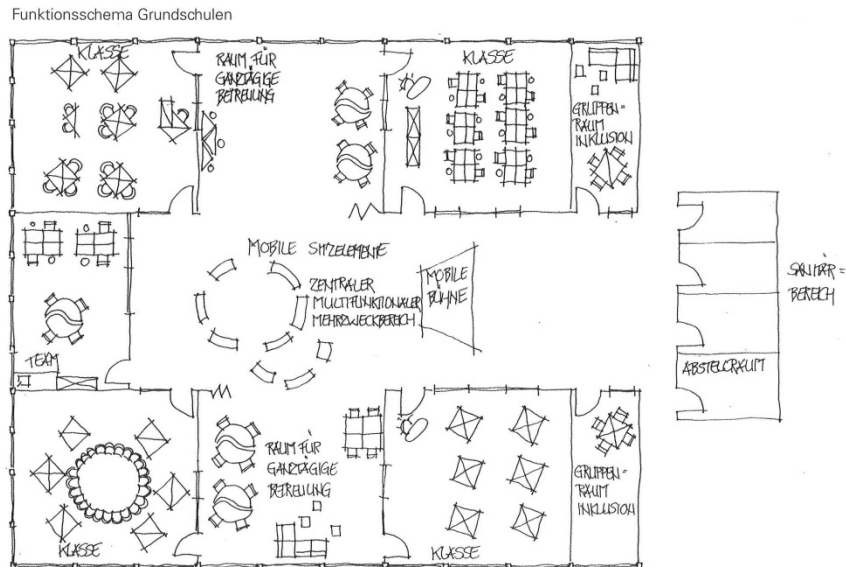 Funktionsschema Grundschulen
KLASSE
RAUM FÜR
GANZTÄGIGE
BETREUUNG
KLASSE
GRUPPEN=
RAUM
INKLUSION
MOBILE SITZELEMENTE
ZENTRALER
MULTIFUNKTIONALER
MEHRZWECKBEREICH
MOBILE
BÜHNE
SANITÄR=
BEREICH
TEAM
ABSTELLRAUM
RAUM FÜR
GANZTÄGIGE
BETREUUNG
GRUPPEN=
RAUM
INKLUSION
KLASSE
KLASSE